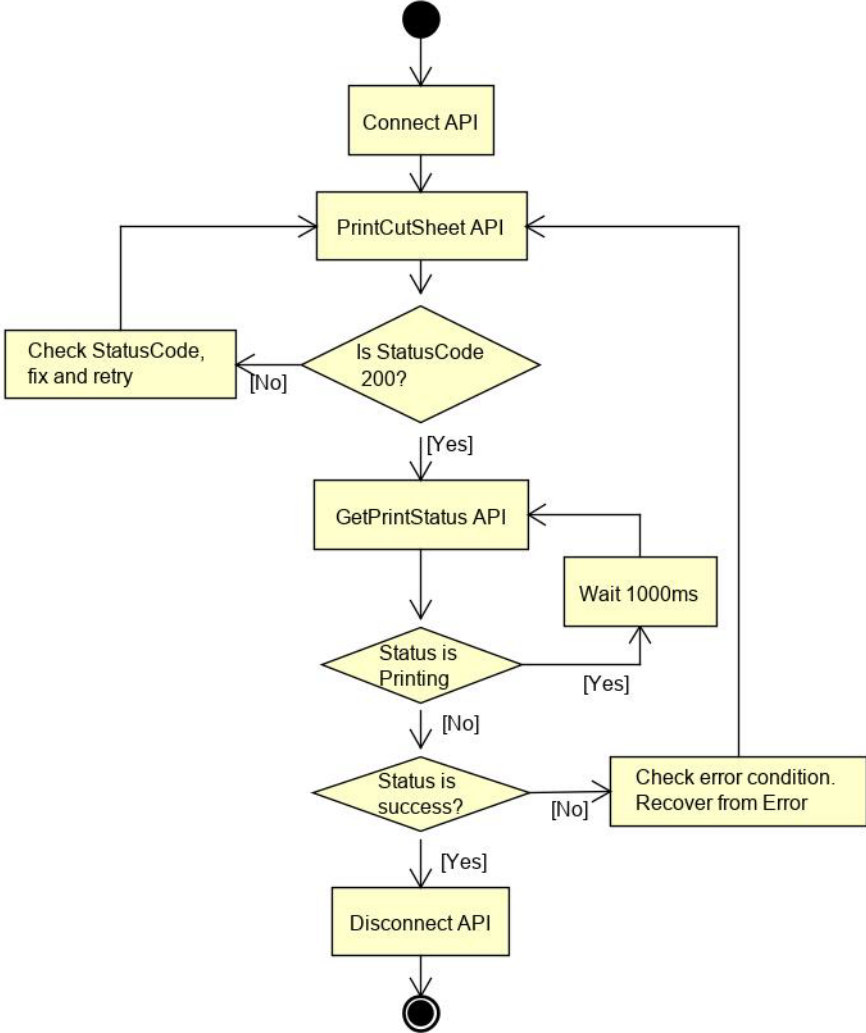 Connect API
PrintCutSheet API
Is StatusCode
200?
Check StatusCode,
fix and retry
[No]
[Yes]
GetPrintStatus API
Wait 1000ms
Status is
Printing
[Yes]
[No]
Status is
success?
[No]
Check error condition.
Recover from Error
[Yes]
Disconnect API